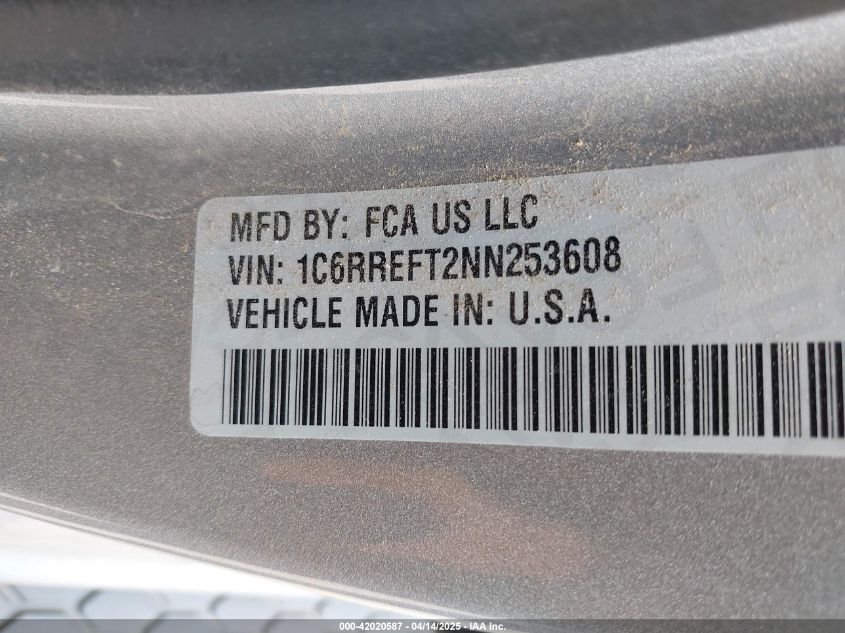 MFD BY: FCA US LLC
VIN: 1C6RREFT2NN253608
VEHICLE MADE IN: U.S.A.
000-42020587 - 04/14/2025 - IAA Inc.